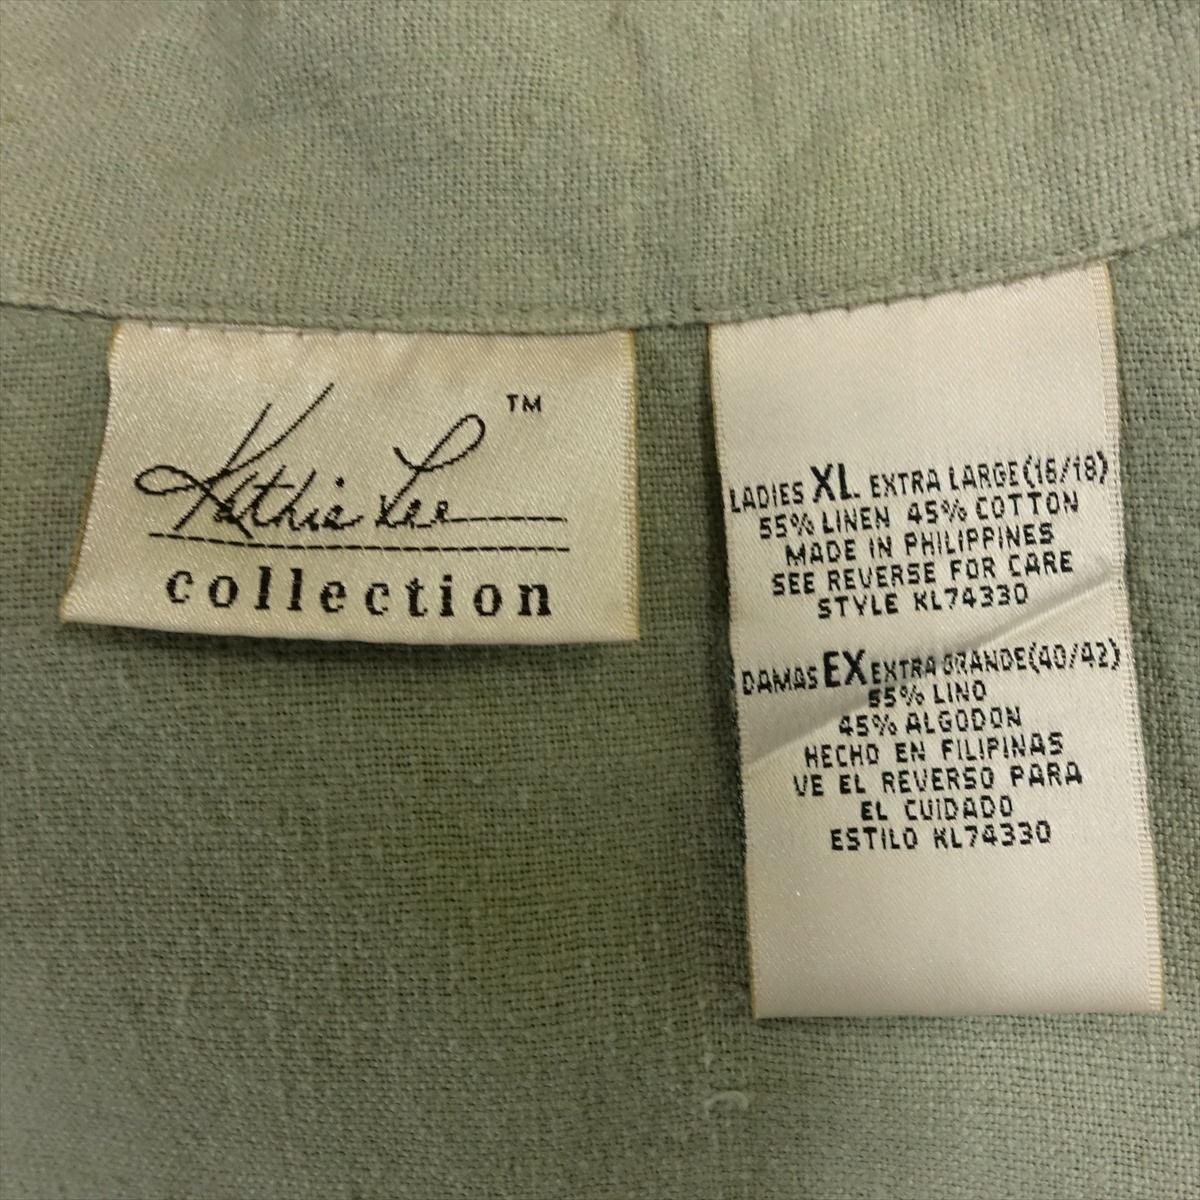 Kathie Lee TM
collection
LADIES XL EXTRA LARGE(16/18)
55% LINEN 45% COTTON
MADE IN PHILIPPINES
SEE REVERSE FOR CARE
STYLE KL74330
DAMAS EX EXTRA GRANDE(40/42)
55% LINO
45% ALGODON
HECHO EN FILIPINAS
VE EL REVERSO PARA
EL CUIDADO
ESTILO KL74330